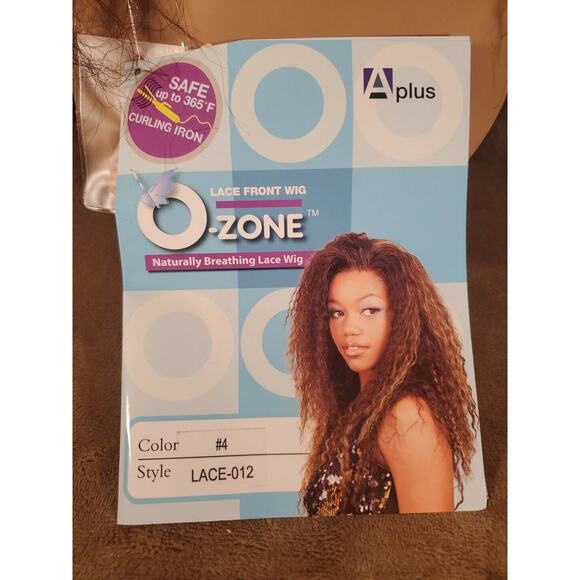 SAFE
up to 365°F
CURLING IRON
Aplus
LACE FRONT WIG
O-ZONE™
Naturally Breathing Lace Wig
Color #4
Style LACE-012